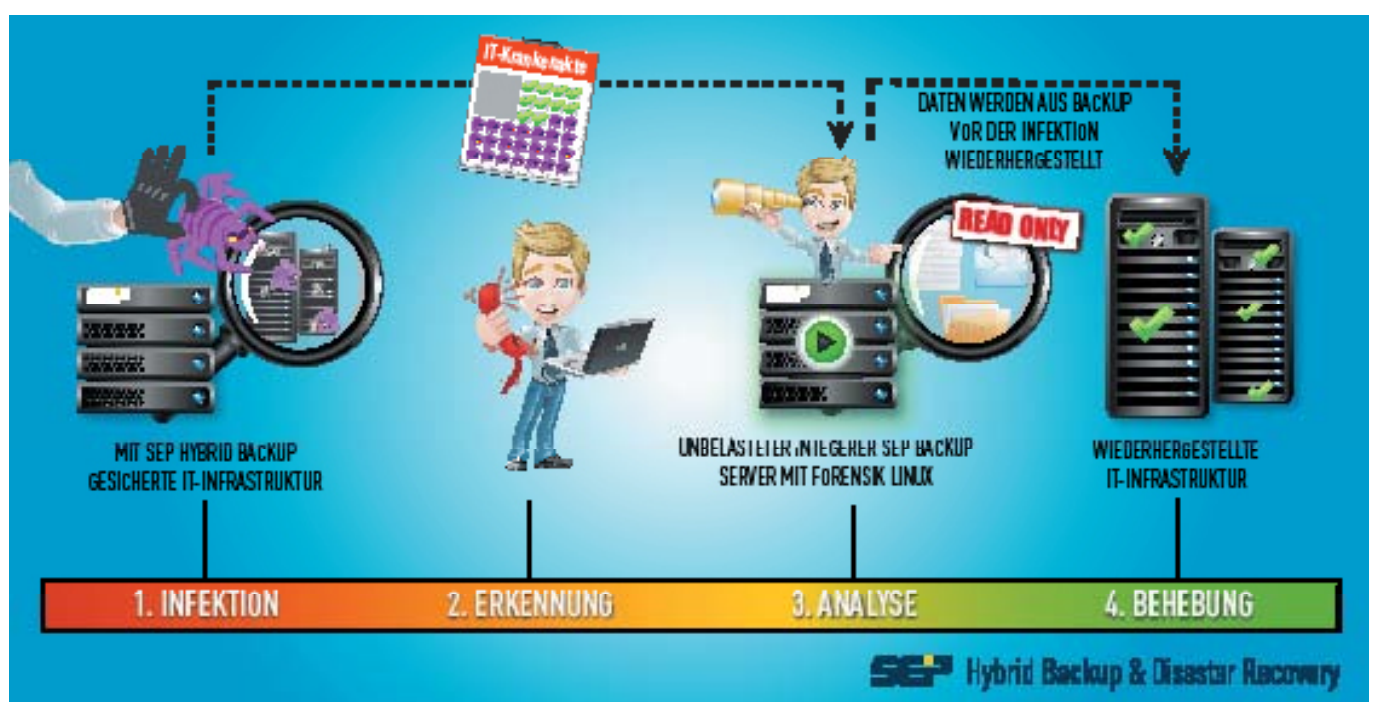 IT-Krankenakte
DATEN WERDEN AUS BACKUP
VOR DER INFEKTION
WIEDERHERGESTELLT
READ ONLY
MIT SEP HYBRID BACKUP
GESICHERTE IT-INFRASTRUKTUR
UNBELASTETER INTEGERER SEP BACKUP
SERVER MIT FORENSIK LINUX
WIEDERHERGESTELLTE
IT-INFRASTRUKTUR
1. INFEKTION
2. ERKENNUNG
3. ANALYSE
4. BEHEBUNG
SEP Hybrid Backup & Disaster Recovery